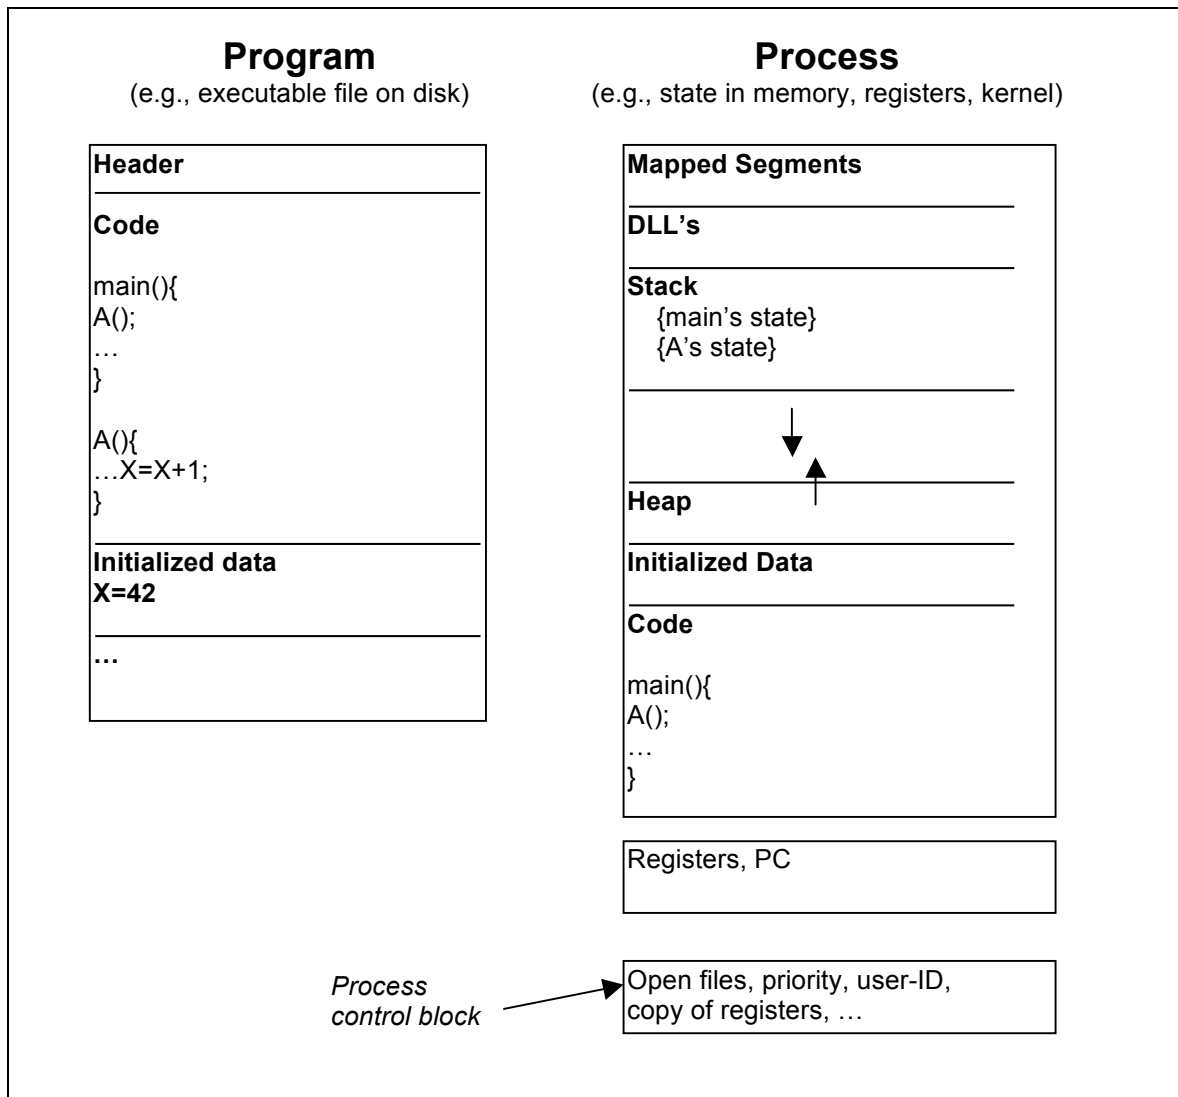 Program
(e.g., executable file on disk)
Header
Code
main(){
A();
…
}
A(){
…X=X+1;
}
Initialized data
X=42
…
Process
(e.g., state in memory, registers, kernel)
Mapped Segments
DLL's
Stack
{main’s state}
{A’s state}
Heap
Initialized Data
Code
main(){
A();
…
}
Registers, PC
Process
control block
Open files, priority, user-ID,
copy of registers, …